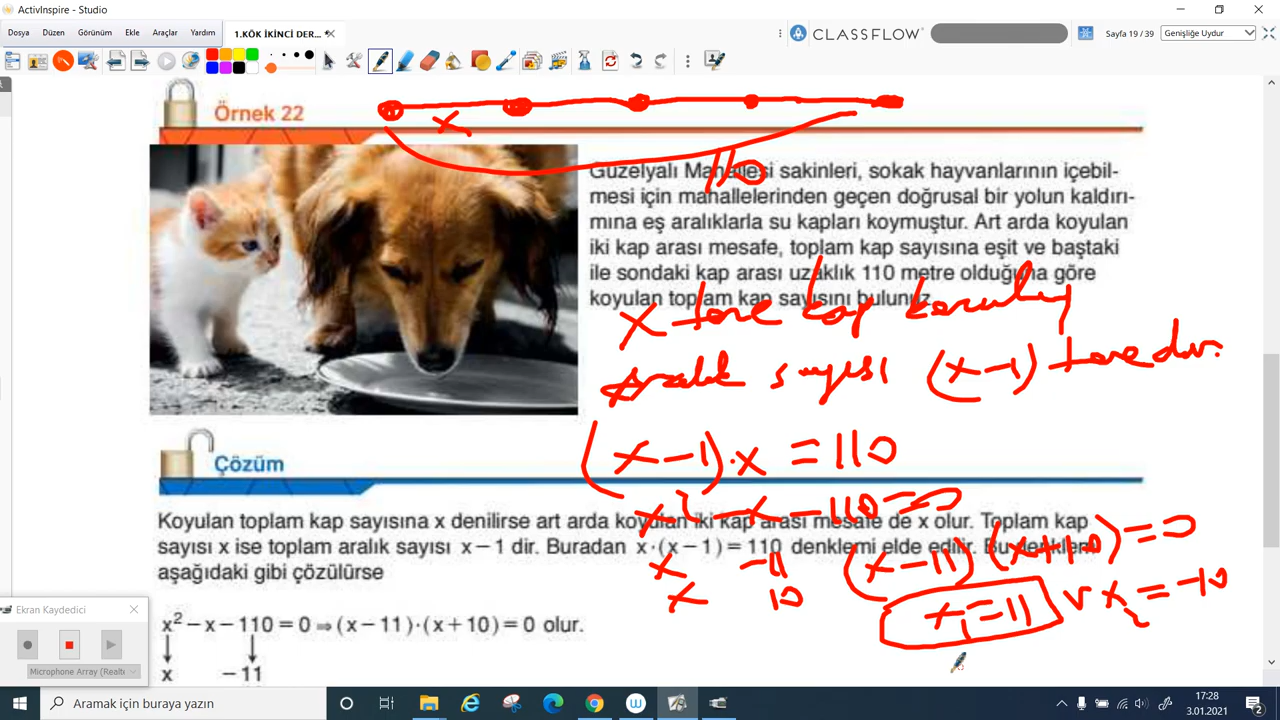 ActivInspire - Studio
Dosya Düzen Görünüm Ekle Araçlar Yardım
1.KÖK İKİNCİ DER...
CLASSFLOW
Sayfa 19 / 39
Genişliğe Uydur
Örnek 22
x
110
Güzelyalı Mahallesi sakinleri, sokak hayvanlarının içebil-
mesi için mahallelerinden geçen doğrusal bir yolun kaldırı-
mına eş aralıklarla su kapları koymuştur. Art arda koyulan
iki kap arası mesafe, toplam kap sayısına eşit ve baştaki
ile sondaki kap arası uzaklık 110 metre olduğuna göre
koyulan toplam kap sayısını bulunuz.
x tane kap
Aralık sayısı (x-1) tanedir.
(x-1).x = 110
x² - x - 110 = 0
x -11
x 10
(x-11)(x+10)=0
x₁=11 v x₂=-10
Çözüm
Koyulan toplam kap sayısına x denilirse art arda koyulan iki kap arası mesafe de x olur. Toplam kap
sayısı x ise toplam aralık sayısı x – 1 dir. Buradan x·(x – 1) = 110 denklemi elde edilir. Bu denklem
aşağıdaki gibi çözülürse
x² – x – 110 = 0 ⇒ (x – 11)·(x + 10) = 0 olur.
x – 11
Ekran Kaydedici
Microphone Array (Realte
Aramak için buraya yazın
17:28
3.01.2021
2